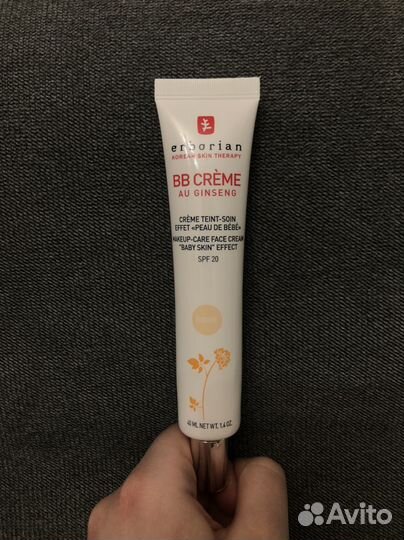 erborian
KOREAN SKIN THERAPY
BB CRÈME
AU GINSENG
CRÈME TEINT-SOIN
EFFET «PEAU DE BÉBÉ»
MAKEUP-CARE FACE CREAM
"BABY SKIN" EFFECT
SPF 20
40 ML NET WT. 1.4 OZ.
Avito